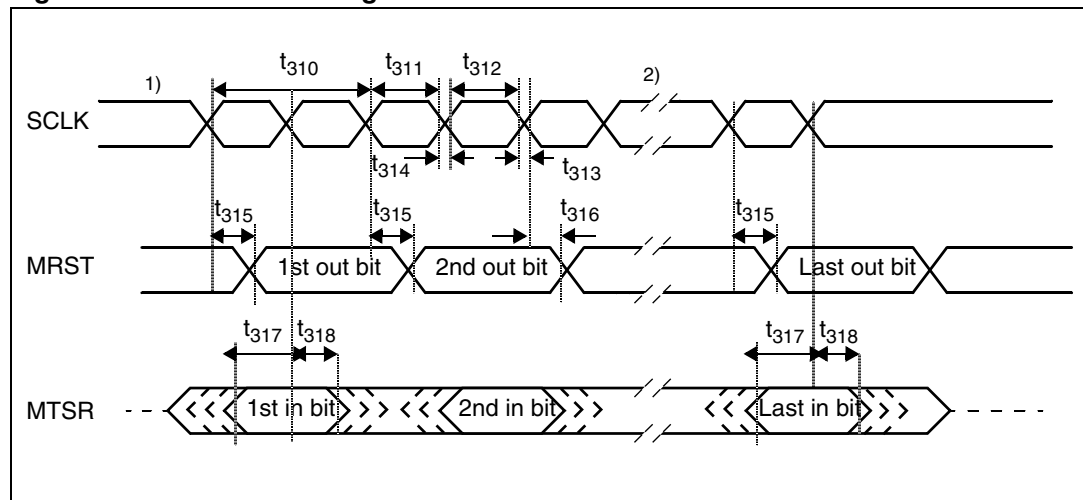 1)
t310
t311
t312
2)
SCLK
t314
t313
t315
t315
t316
t315
MRST
1st out bit
2nd out bit
Last out bit
t317
t318
t317
t318
MTSR
1st in bit
2nd in bit
Last in bit